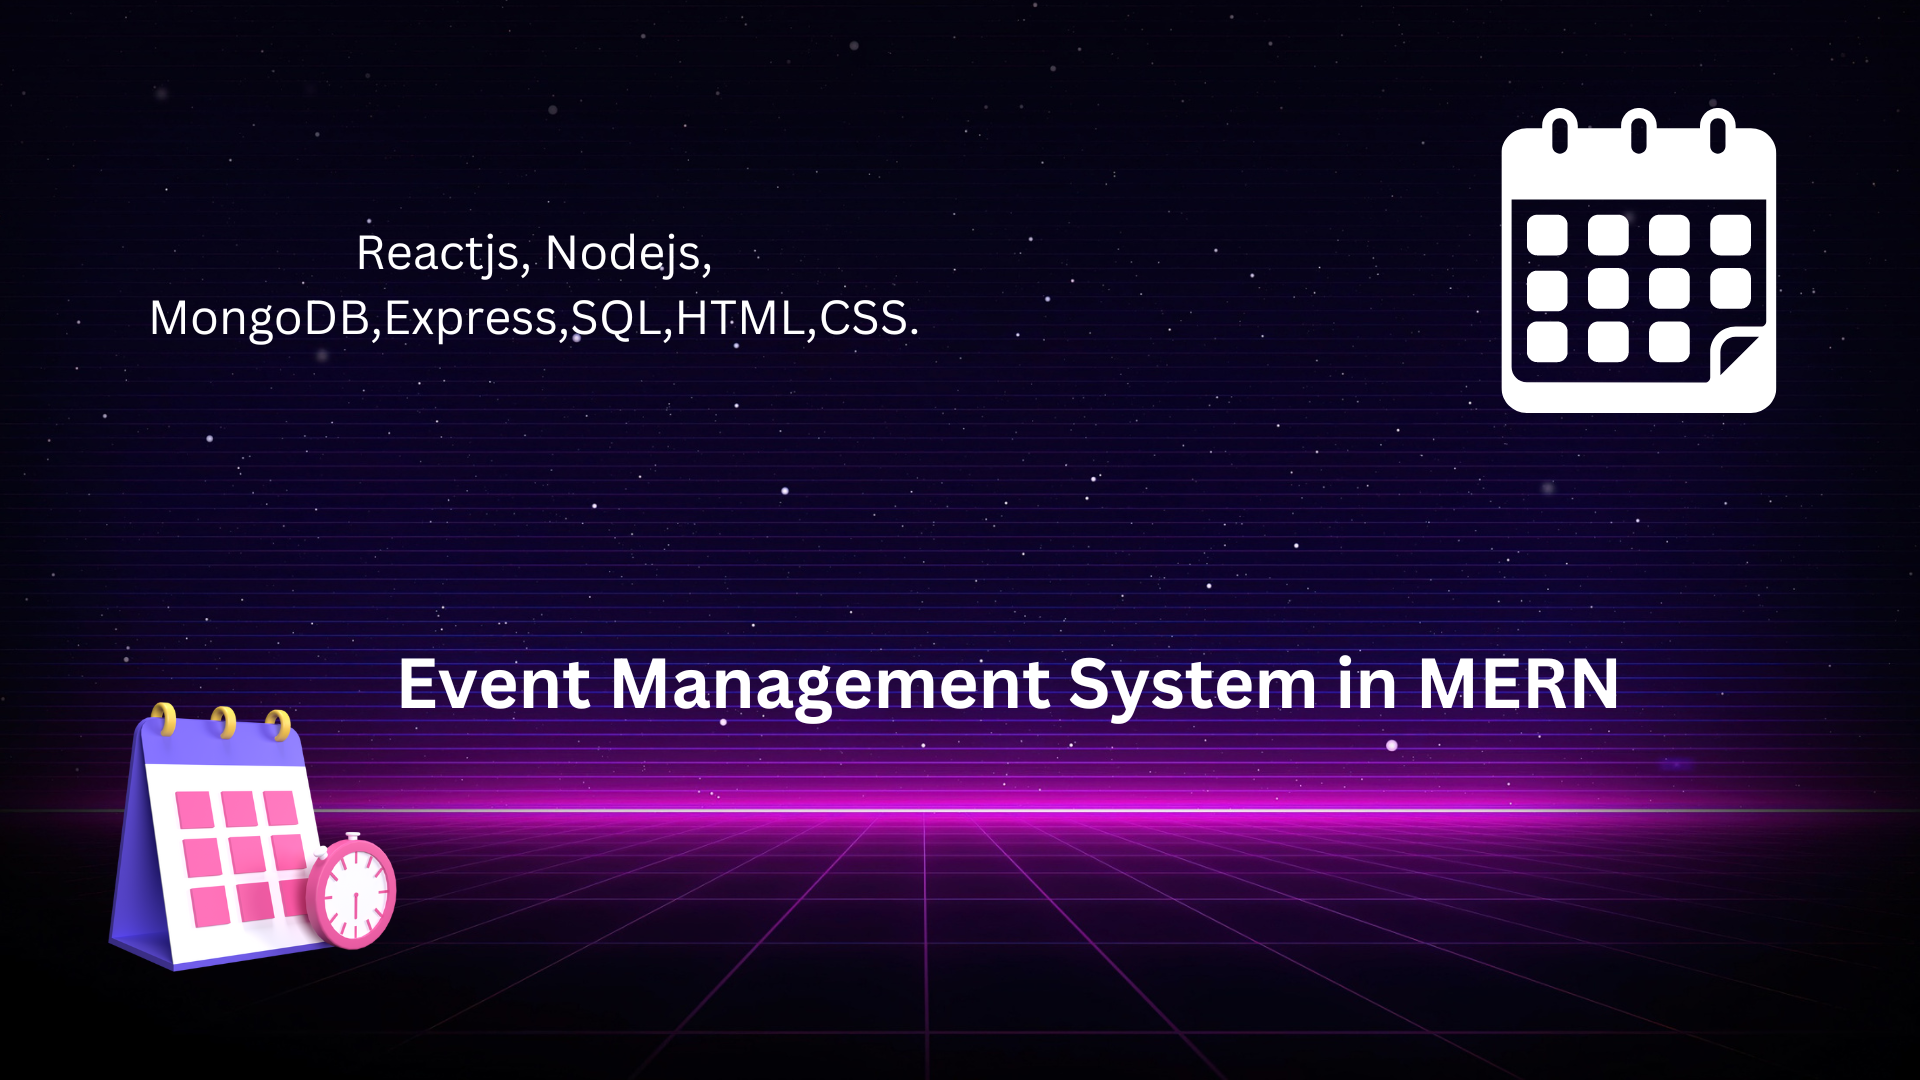 Reactjs, Nodejs,
MongoDB,Express,SQL,HTML,CSS.
Event Management System in MERN